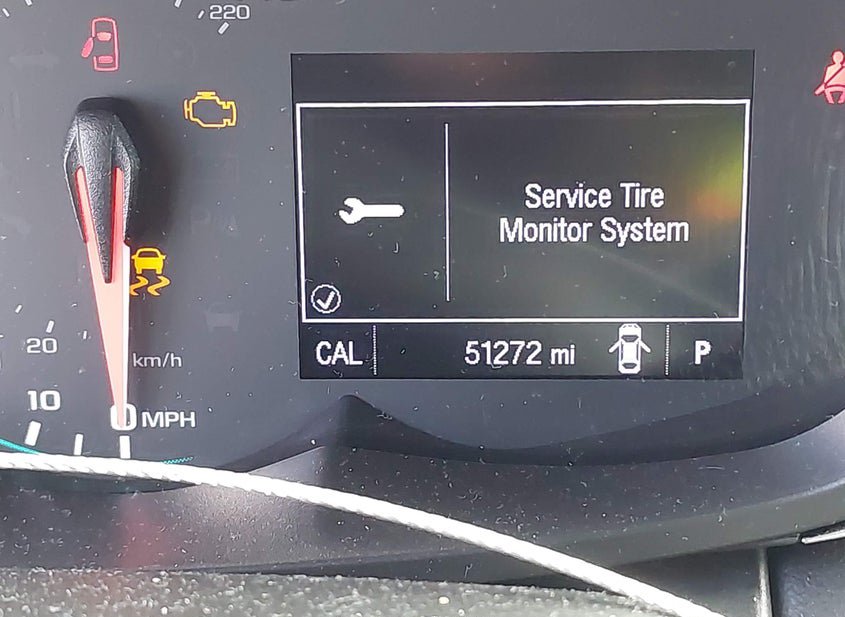 220
Service Tire
Monitor System
20
km/h
CAL
51272 mi
P
10
0 MPH